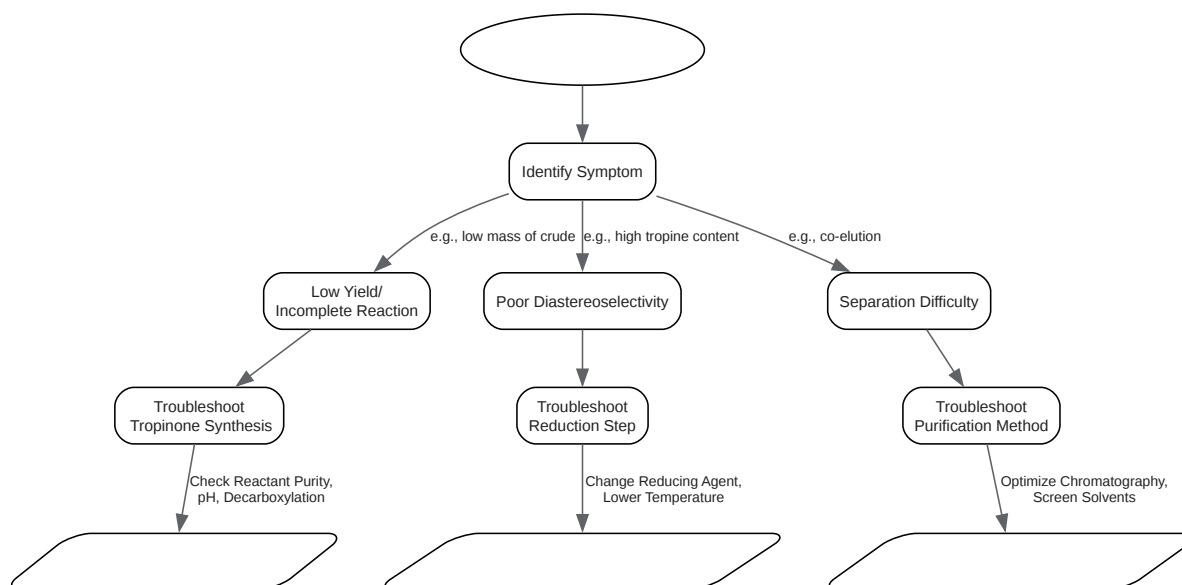 Identify Symptom
e.g., low mass of crude
e.g., high tropine content
e.g., co-elution
Low Yield/
Incomplete Reaction
Poor Diastereoselectivity
Separation Difficulty
Troubleshoot
Tropinone Synthesis
Troubleshoot
Reduction Step
Troubleshoot
Purification Method
Check Reactant Purity,
pH, Decarboxylation
Change Reducing Agent,
Lower Temperature
Optimize Chromatography,
Screen Solvents